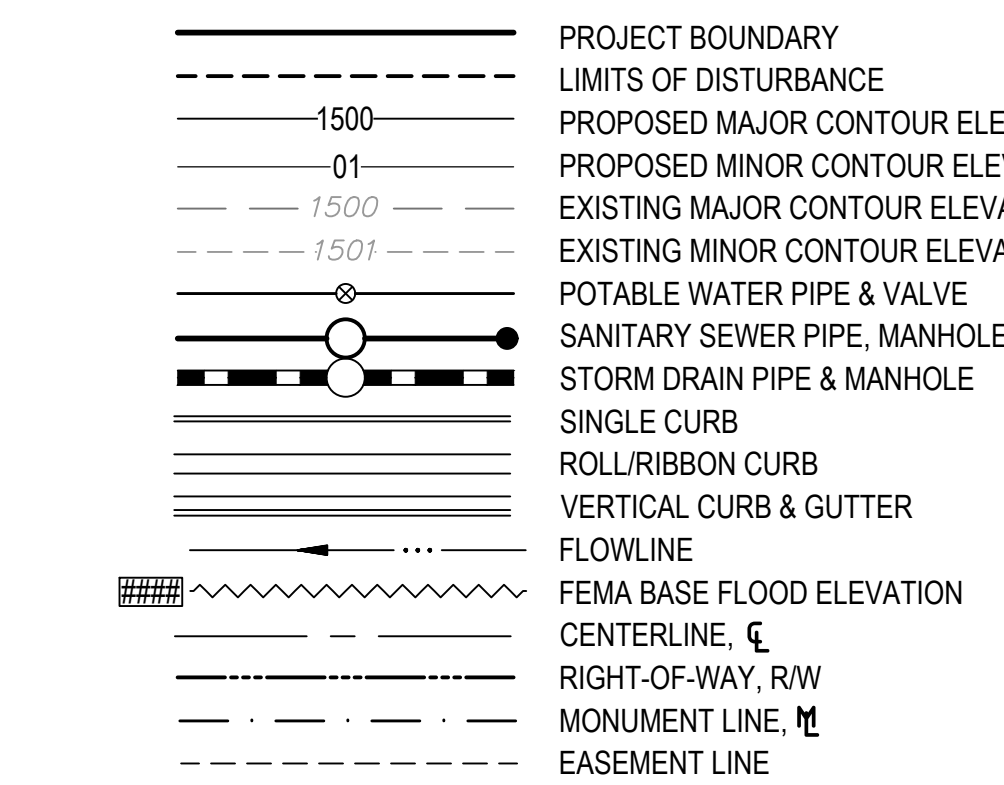 PROJECT BOUNDARY
LIMITS OF DISTURBANCE
1500 PROPOSED MAJOR CONTOUR ELE
01 PROPOSED MINOR CONTOUR ELE
1500 EXISTING MAJOR CONTOUR ELEVA
1501 EXISTING MINOR CONTOUR ELEVA
POTABLE WATER PIPE & VALVE
SANITARY SEWER PIPE, MANHOLE
STORM DRAIN PIPE & MANHOLE
SINGLE CURB
ROLL/RIBBON CURB
VERTICAL CURB & GUTTER
FLOWLINE
#### FEMA BASE FLOOD ELEVATION
CENTERLINE, ℄
RIGHT-OF-WAY, R/W
MONUMENT LINE, ML
EASEMENT LINE